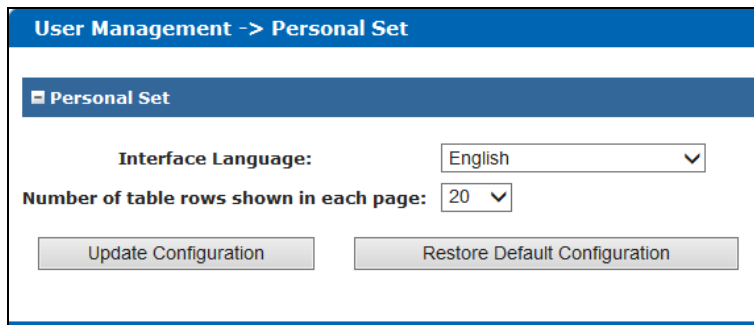 User Management -> Personal Set
Personal Set
Interface Language: English
Number of table rows shown in each page: 20
Update Configuration Restore Default Configuration